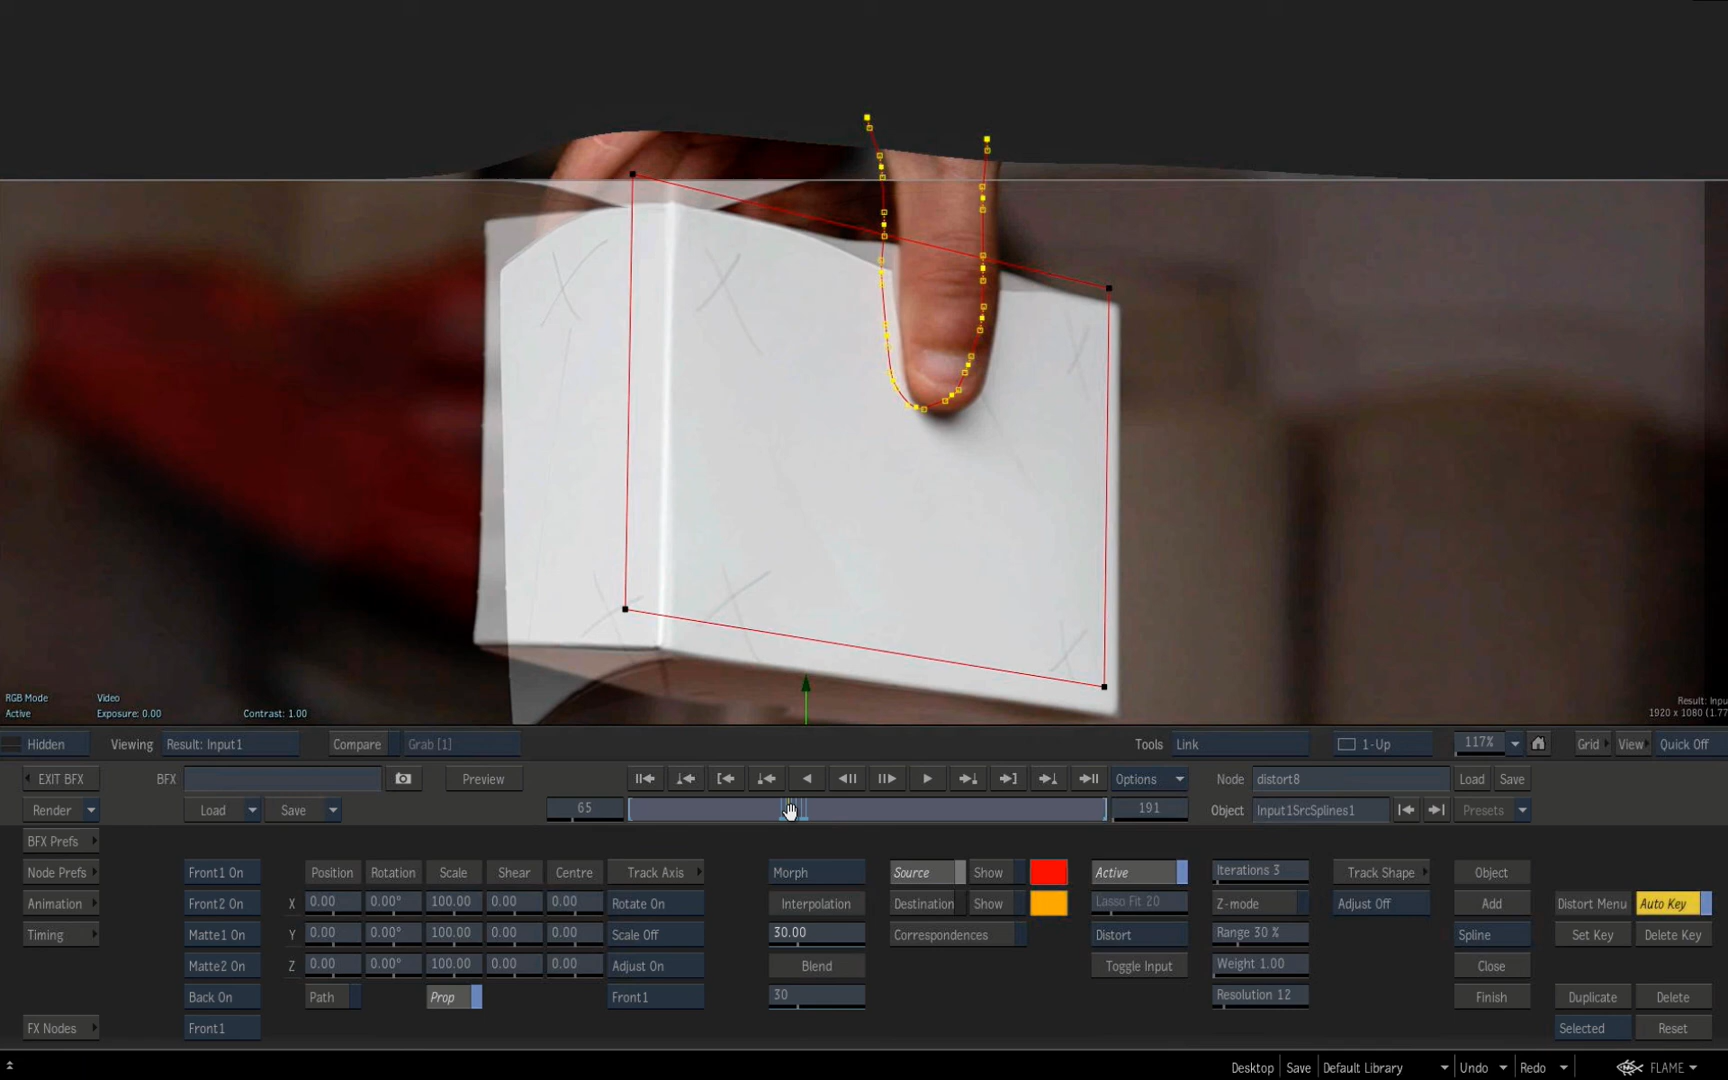 RGB Mode Video
Active Exposure: 0.00 Contrast: 1.00
Result: Inpu
1920 x 1080 (1.77
Hidden Viewing Result: Input1 Compare Grab [1] Tools Link 1-Up 117% Grid View Quick Off
EXIT BFX BFX Preview Options Node distort8 Load Save
Render Load Save 65 191 Object Input1SrcSplines1 Presets
BFX Prefs
Node Prefs Front1 On Position Rotation Scale Shear Centre Track Axis Morph Source Show Active Iterations 3 Track Shape Object
Animation Front2 On X 0.00 0.00° 100.00 0.00 0.00 Rotate On Interpolation Destination Show Lasso Fit 20 Z-mode Adjust Off Add Distort Menu Auto Key
Timing Matte1 On Y 0.00 0.00° 100.00 0.00 0.00 Scale Off 30.00 Correspondences Distort Range 30 % Spline Set Key Delete Key
Matte2 On Z 0.00 0.00° 100.00 0.00 0.00 Adjust On Blend Toggle Input Weight 1.00 Close
Back On Path Prop Front1 30 Resolution 12 Finish Duplicate Delete
FX Nodes Front1 Selected Reset
Desktop Save Default Library Undo Redo FLAME